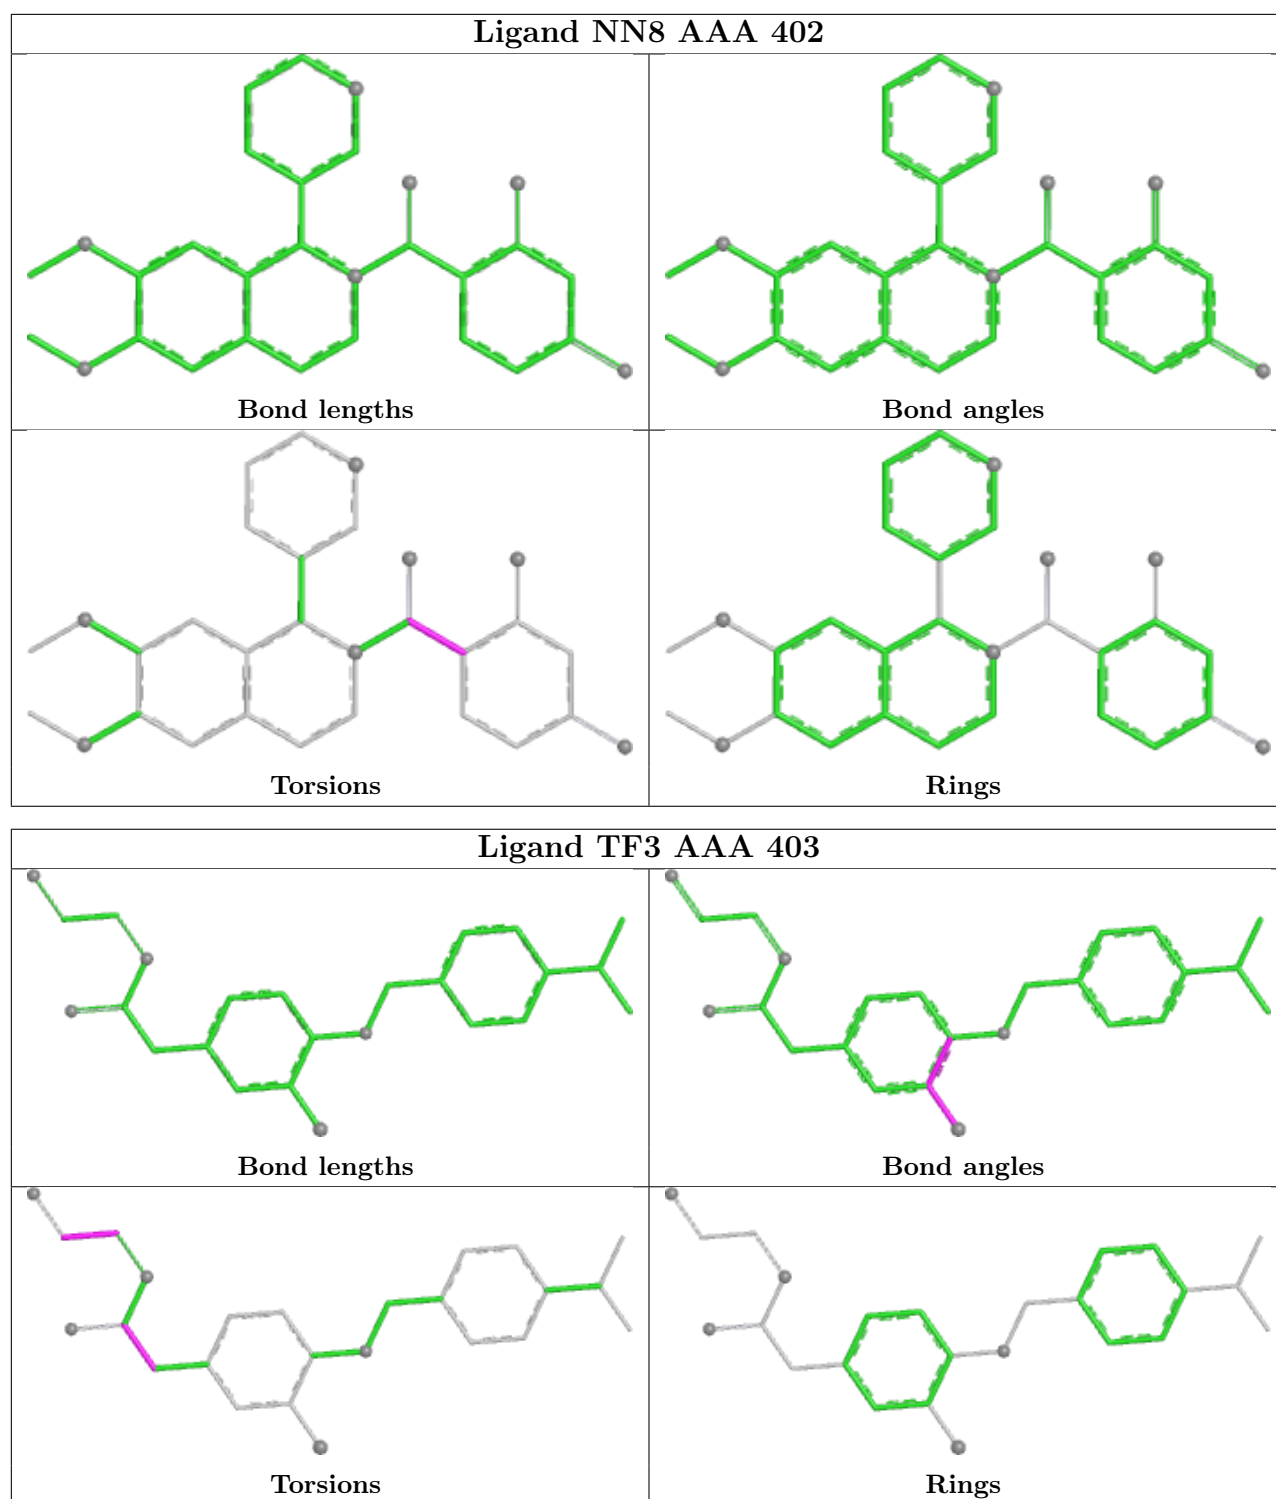 Ligand NN8 AAA 402
Bond lengths
Bond angles
Torsions
Rings
Ligand TF3 AAA 403
Bond lengths
Bond angles
Torsions
Rings